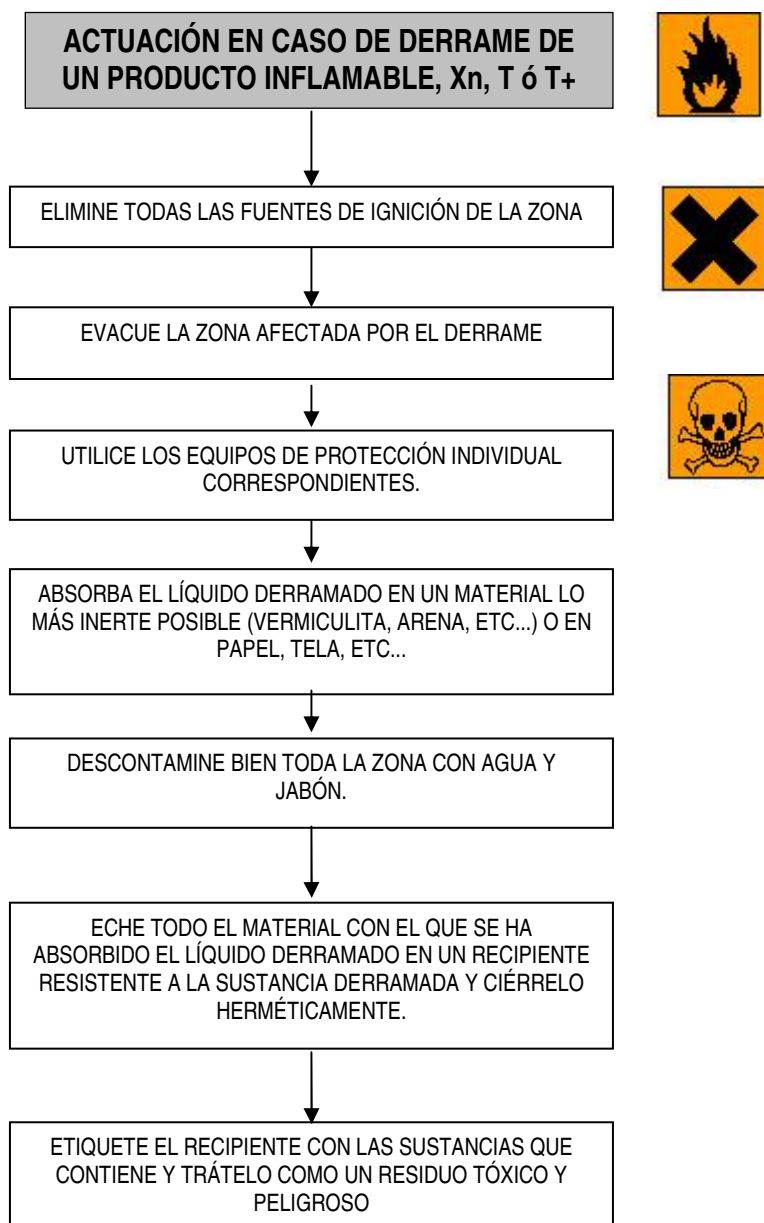 ACTUACIÓN EN CASO DE DERRAME DE
UN PRODUCTO INFLAMABLE, Xn, T ó T+
ELIMINE TODAS LAS FUENTES DE IGNICIÓN DE LA ZONA
EVACUE LA ZONA AFECTADA POR EL DERRAME
UTILICE LOS EQUIPOS DE PROTECCIÓN INDIVIDUAL
CORRESPONDIENTES.
ABSORBA EL LÍQUIDO DERRAMADO EN UN MATERIAL LO
MÁS INERTE POSIBLE (VERMICULITA, ARENA, ETC...) O EN
PAPEL, TELA, ETC...
DESCONTAMINE BIEN TODA LA ZONA CON AGUA Y
JABÓN.
ECHE TODO EL MATERIAL CON EL QUE SE HA
ABSORBIDO EL LÍQUIDO DERRAMADO EN UN RECIPIENTE
RESISTENTE A LA SUSTANCIA DERRAMADA Y CIÉRRELO
HERMÉTICAMENTE.
ETIQUETE EL RECIPIENTE CON LAS SUSTANCIAS QUE
CONTIENE Y TRÁTELO COMO UN RESIDUO TÓXICO Y
PELIGROSO